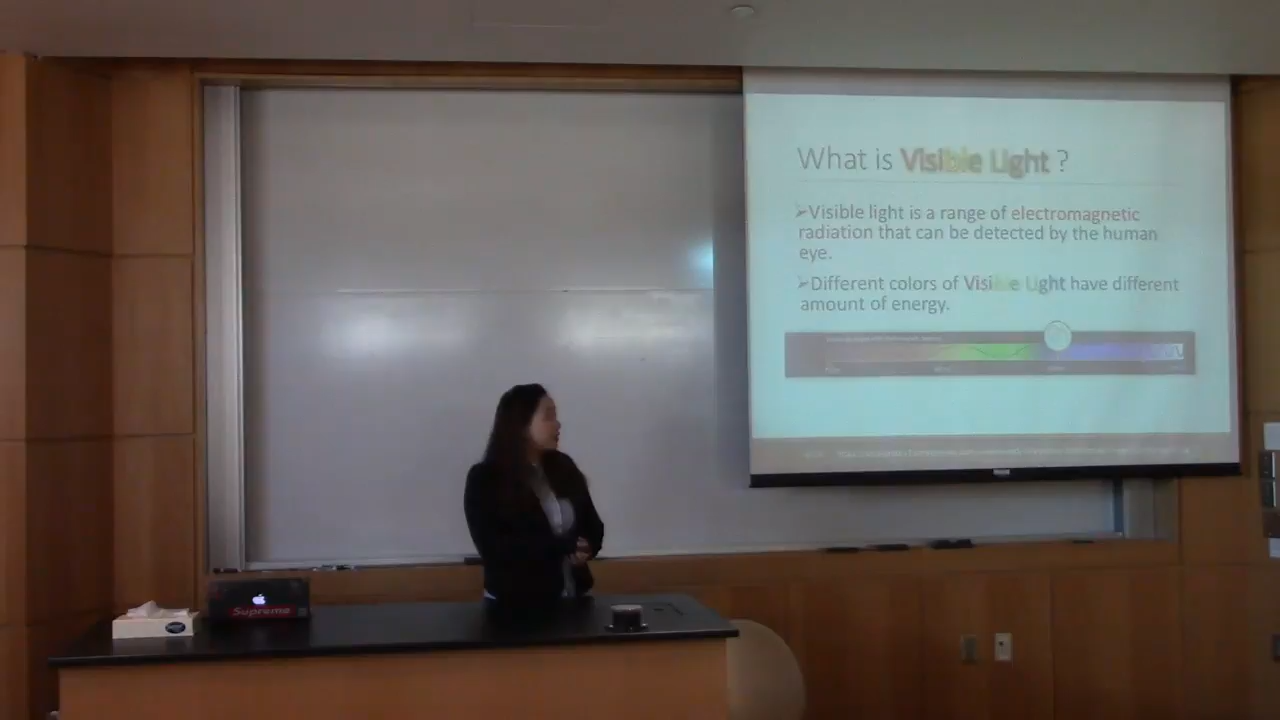 What is Visible Light ?
➢Visible light is a range of electromagnetic
radiation that can be detected by the human
eye.
➢Different colors of Visible Light have different
amount of energy.
Supreme